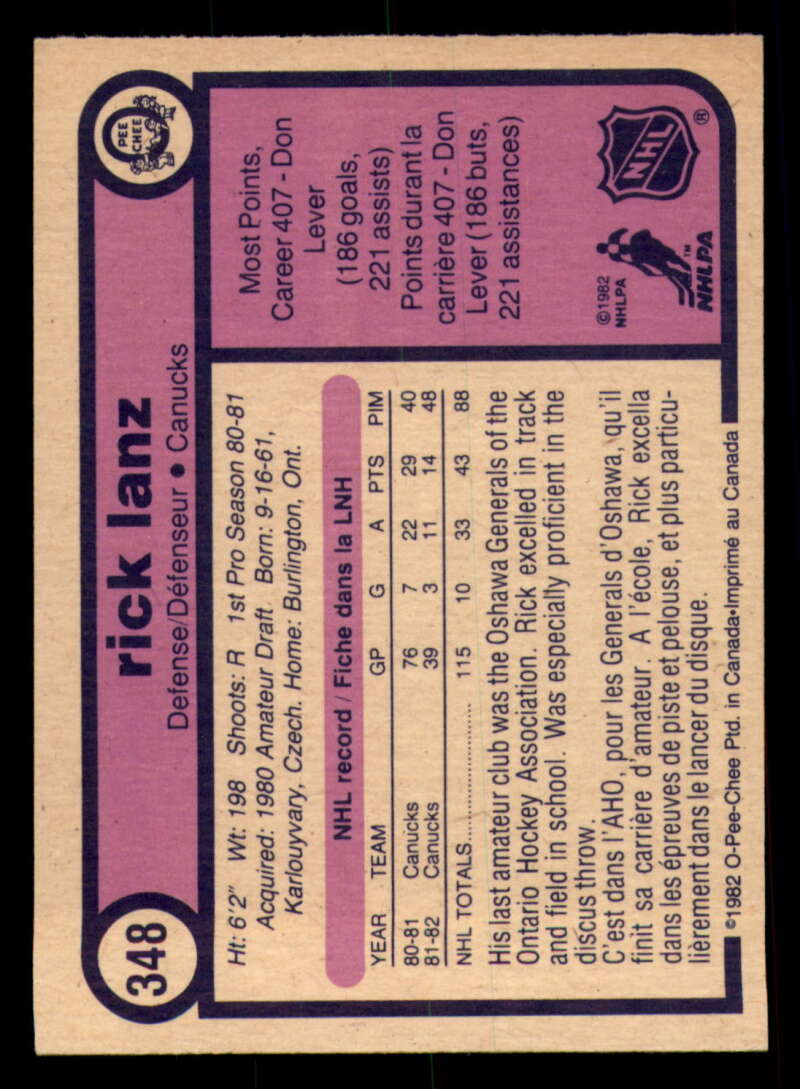 348
rick lanz
Defense/Défenseur • Canucks
O
PEE
CHEE
Ht: 6'2" Wt: 198 Shoots: R 1st Pro Season 80-81
Acquired: 1980 Amateur Draft. Born: 9-16-61,
Karlouyvary, Czech. Home: Burlington, Ont.
NHL record / Fiche dans la LNH
YEAR TEAM GP G A PTS PIM
80-81 Canucks 76 7 22 29 40
81-82 Canucks 39 3 11 14 48
NHL TOTALS.................... 115 10 33 43 88
His last amateur club was the Oshawa Generals of the
Ontario Hockey Association. Rick excelled in track
and field in school. Was especially proficient in the
discus throw.
C'est dans l'AHO, pour les Generals d'Oshawa, qu'il
finit sa carrière d'amateur. A l'école, Rick excella
dans les épreuves de piste et pelouse, et plus particu-
lièrement dans le lancer du disque.
Most Points,
Career 407 - Don
Lever
(186 goals,
221 assists)
Points durant la
carrière 407 - Don
Lever (186 buts,
221 assistances)
©1982
NHLPA
NHLPA™
NHL®
©1982 O-Pee-Chee Ptd. in Canada•Imprimé au Canada